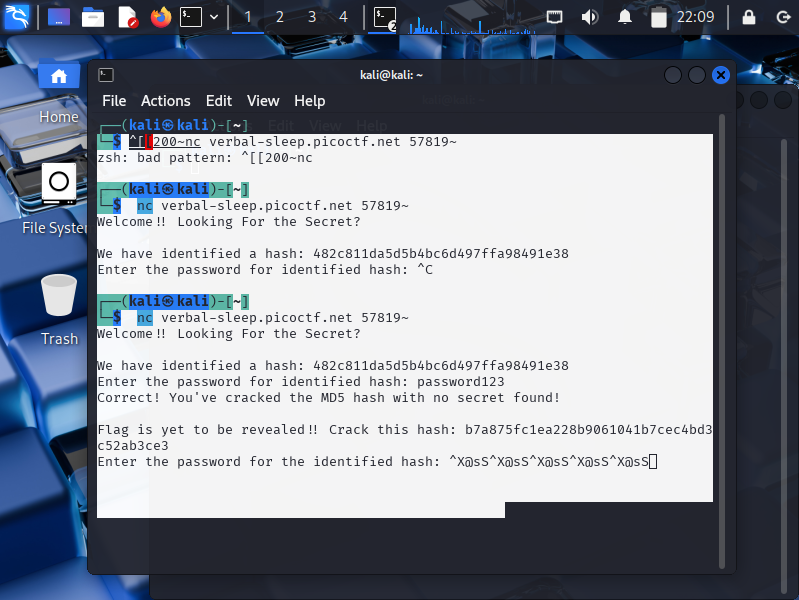 1 2 3 4
2
22:09
kali@kali: ~
File Actions Edit View Help
Home
File System
Trash
┌──(kali㉿kali)-[~]
└─$ ^[[200~nc verbal-sleep.picoctf.net 57819~
zsh: bad pattern: ^[[200~nc
┌──(kali㉿kali)-[~]
└─$ nc verbal-sleep.picoctf.net 57819~
Welcome!! Looking For the Secret?
We have identified a hash: 482c811da5d5b4bc6d497ffa98491e38
Enter the password for identified hash: ^C
┌──(kali㉿kali)-[~]
└─$ nc verbal-sleep.picoctf.net 57819~
Welcome!! Looking For the Secret?
We have identified a hash: 482c811da5d5b4bc6d497ffa98491e38
Enter the password for identified hash: password123
Correct! You've cracked the MD5 hash with no secret found!
Flag is yet to be revealed!! Crack this hash: b7a875fc1ea228b9061041b7cec4bd3
c52ab3ce3
Enter the password for the identified hash: ^X@sS^X@sS^X@sS^X@sS^X@sS